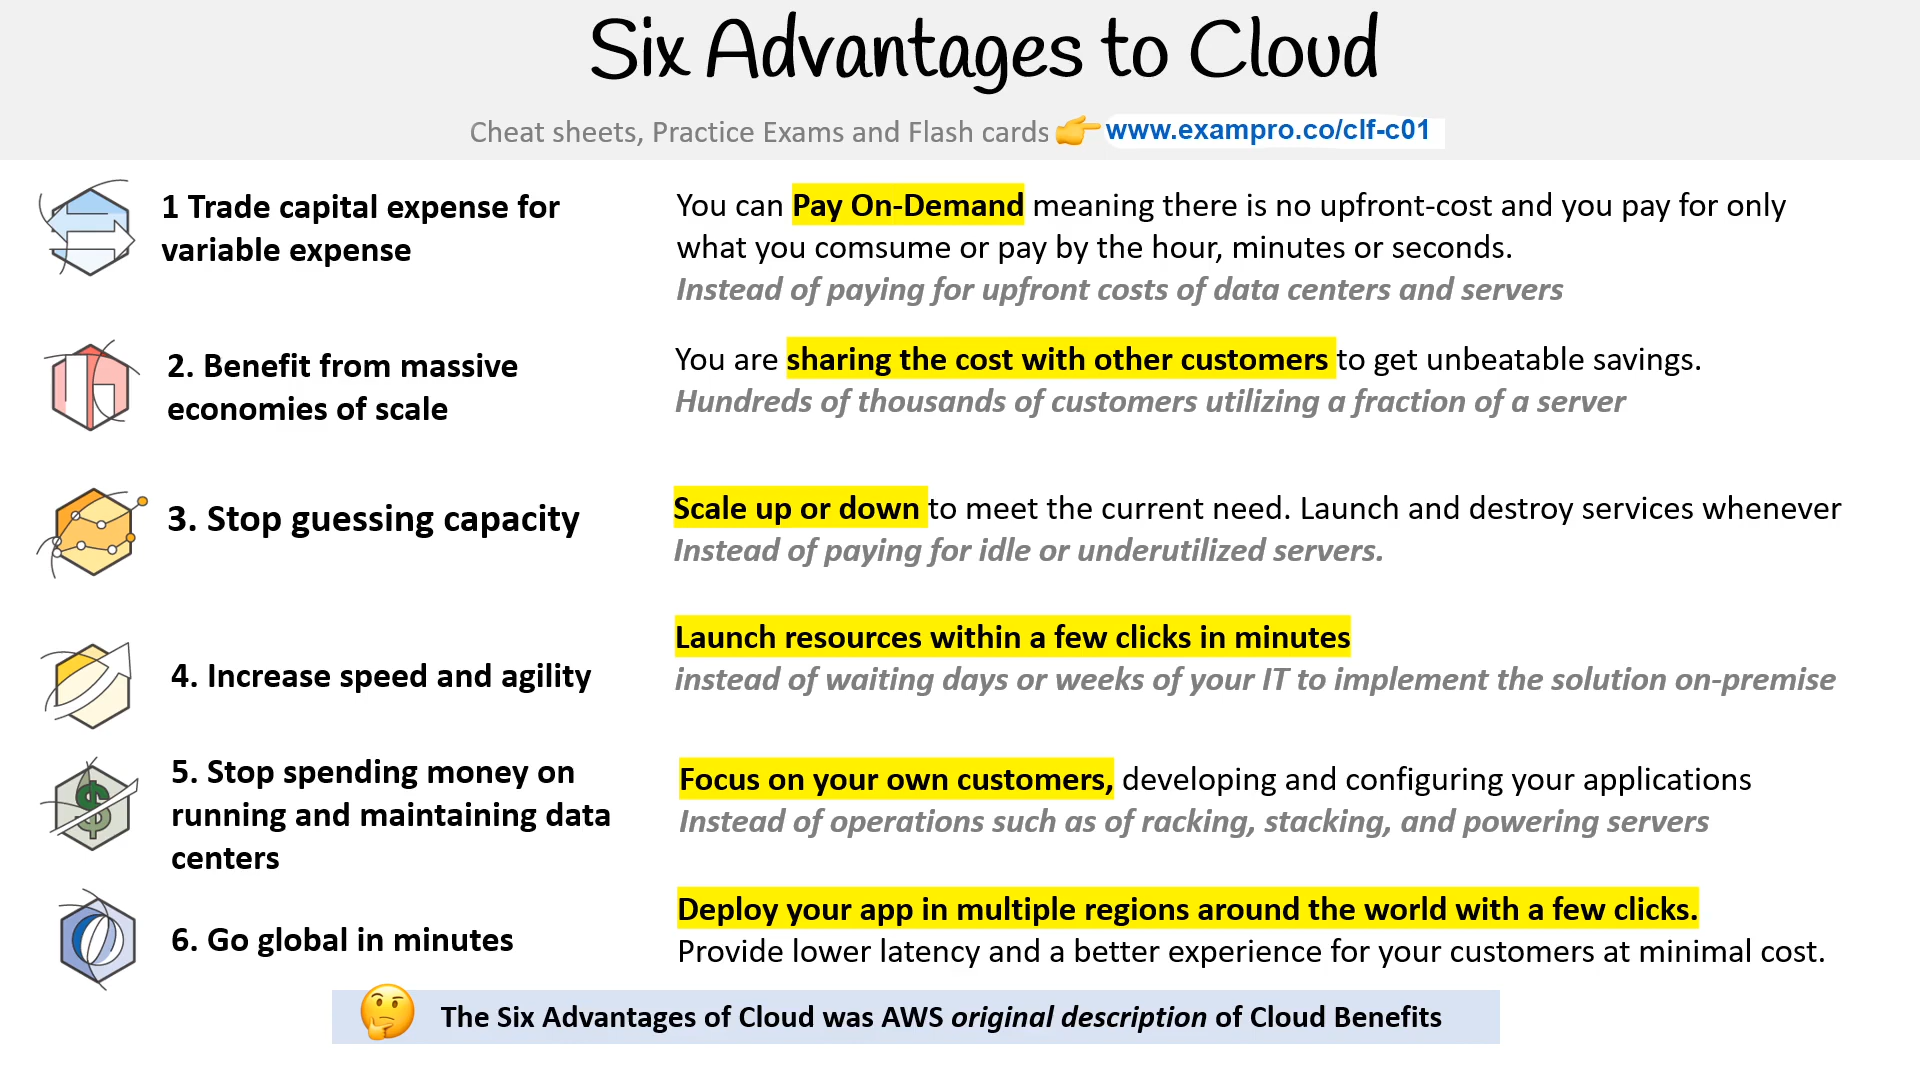 Six Advantages to Cloud
Cheat sheets, Practice Exams and Flash cards www.exampro.co/clf-c01
1 Trade capital expense for
variable expense
You can Pay On-Demand meaning there is no upfront-cost and you pay for only
what you comsume or pay by the hour, minutes or seconds.
Instead of paying for upfront costs of data centers and servers
2. Benefit from massive
economies of scale
You are sharing the cost with other customers to get unbeatable savings.
Hundreds of thousands of customers utilizing a fraction of a server
3. Stop guessing capacity
Scale up or down to meet the current need. Launch and destroy services whenever
Instead of paying for idle or underutilized servers.
4. Increase speed and agility
Launch resources within a few clicks in minutes
instead of waiting days or weeks of your IT to implement the solution on-premise
5. Stop spending money on
running and maintaining data
centers
Focus on your own customers, developing and configuring your applications
Instead of operations such as of racking, stacking, and powering servers
6. Go global in minutes
Deploy your app in multiple regions around the world with a few clicks.
Provide lower latency and a better experience for your customers at minimal cost.
The Six Advantages of Cloud was AWS original description of Cloud Benefits